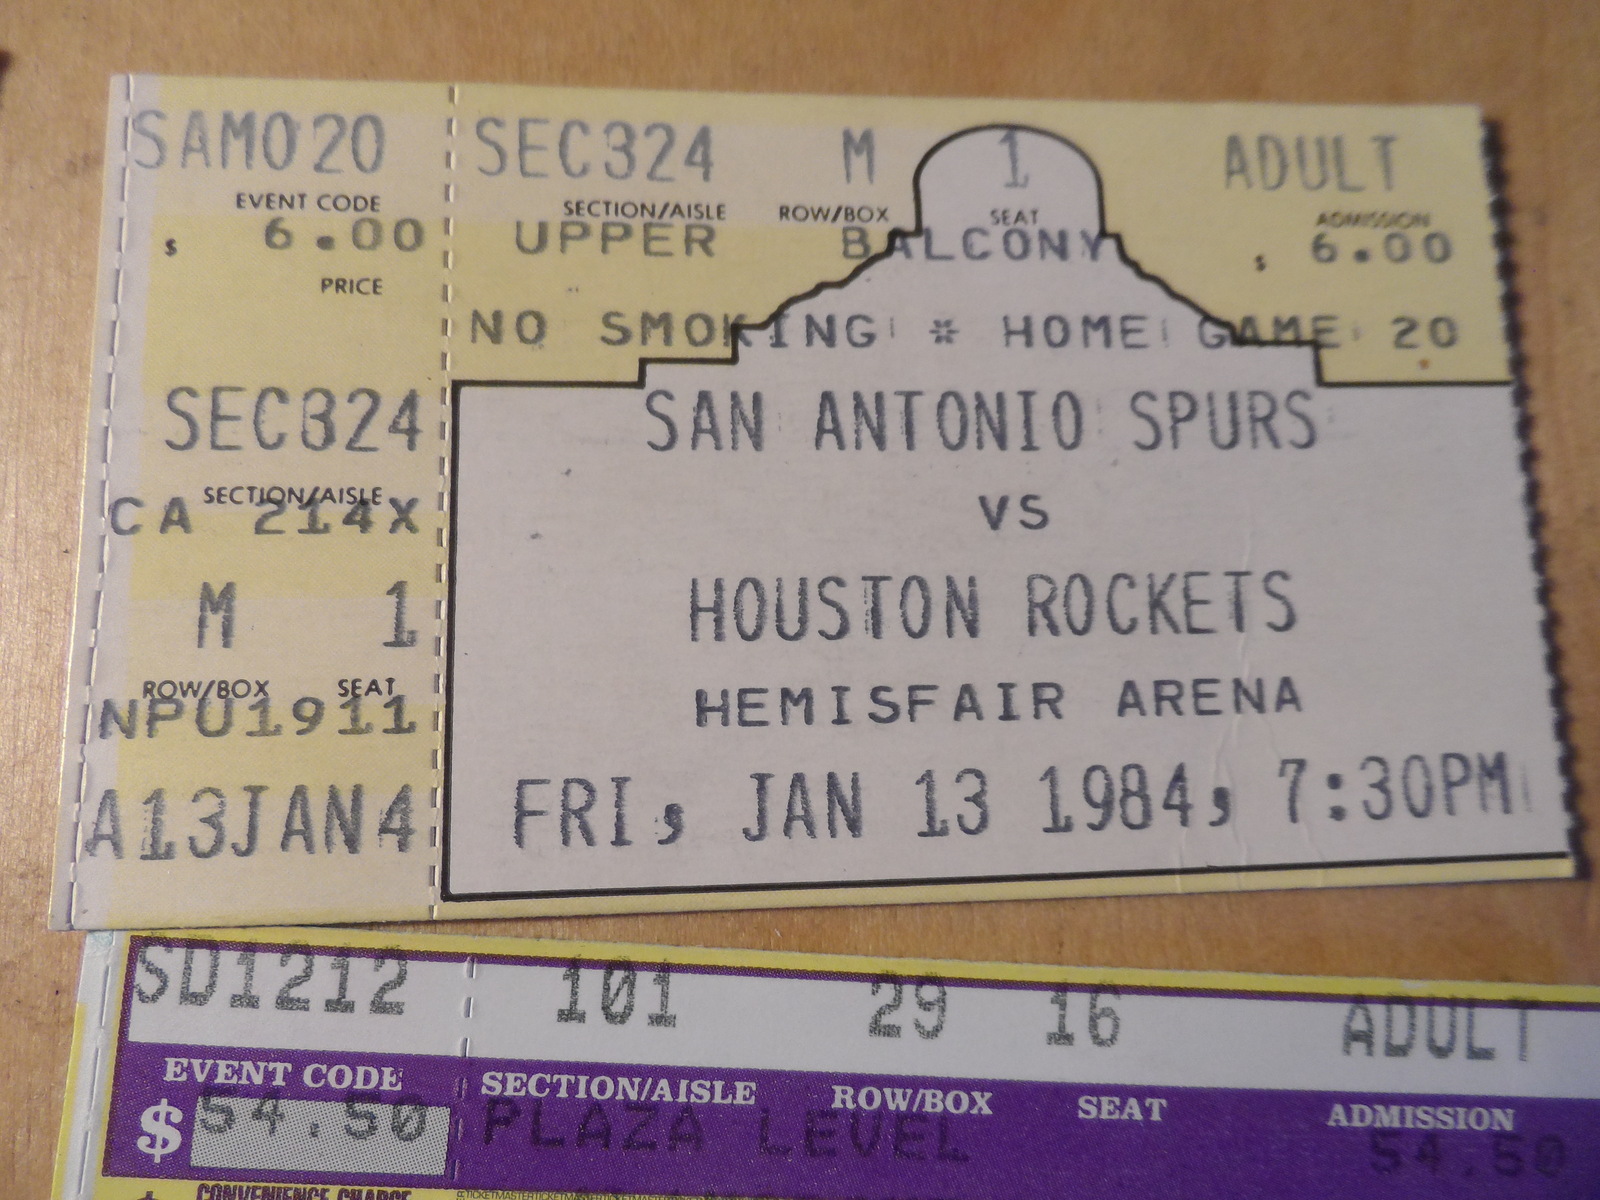 SAMO20 SEC324 M 1 ADULT
EVENT CODE SECTION/AISLE ROW/BOX SEAT ADMISSION
$ 6.00 UPPER BALCONY $ 6.00
PRICE
NO SMOKING * HOME GAME 20
SEC324 SAN ANTONIO SPURS
SECTION/AISLE
CA 214X VS
M 1 HOUSTON ROCKETS
ROW/BOX SEAT
NPU1911 HEMISFAIR ARENA
A13JAN4 FRI, JAN 13 1984, 7:30PM
SD1212 101 29 16 ADULT
EVENT CODE SECTION/AISLE ROW/BOX SEAT ADMISSION
$ 54.50 PLAZA LEVEL 54.50
CONVENIENCE CHARGE